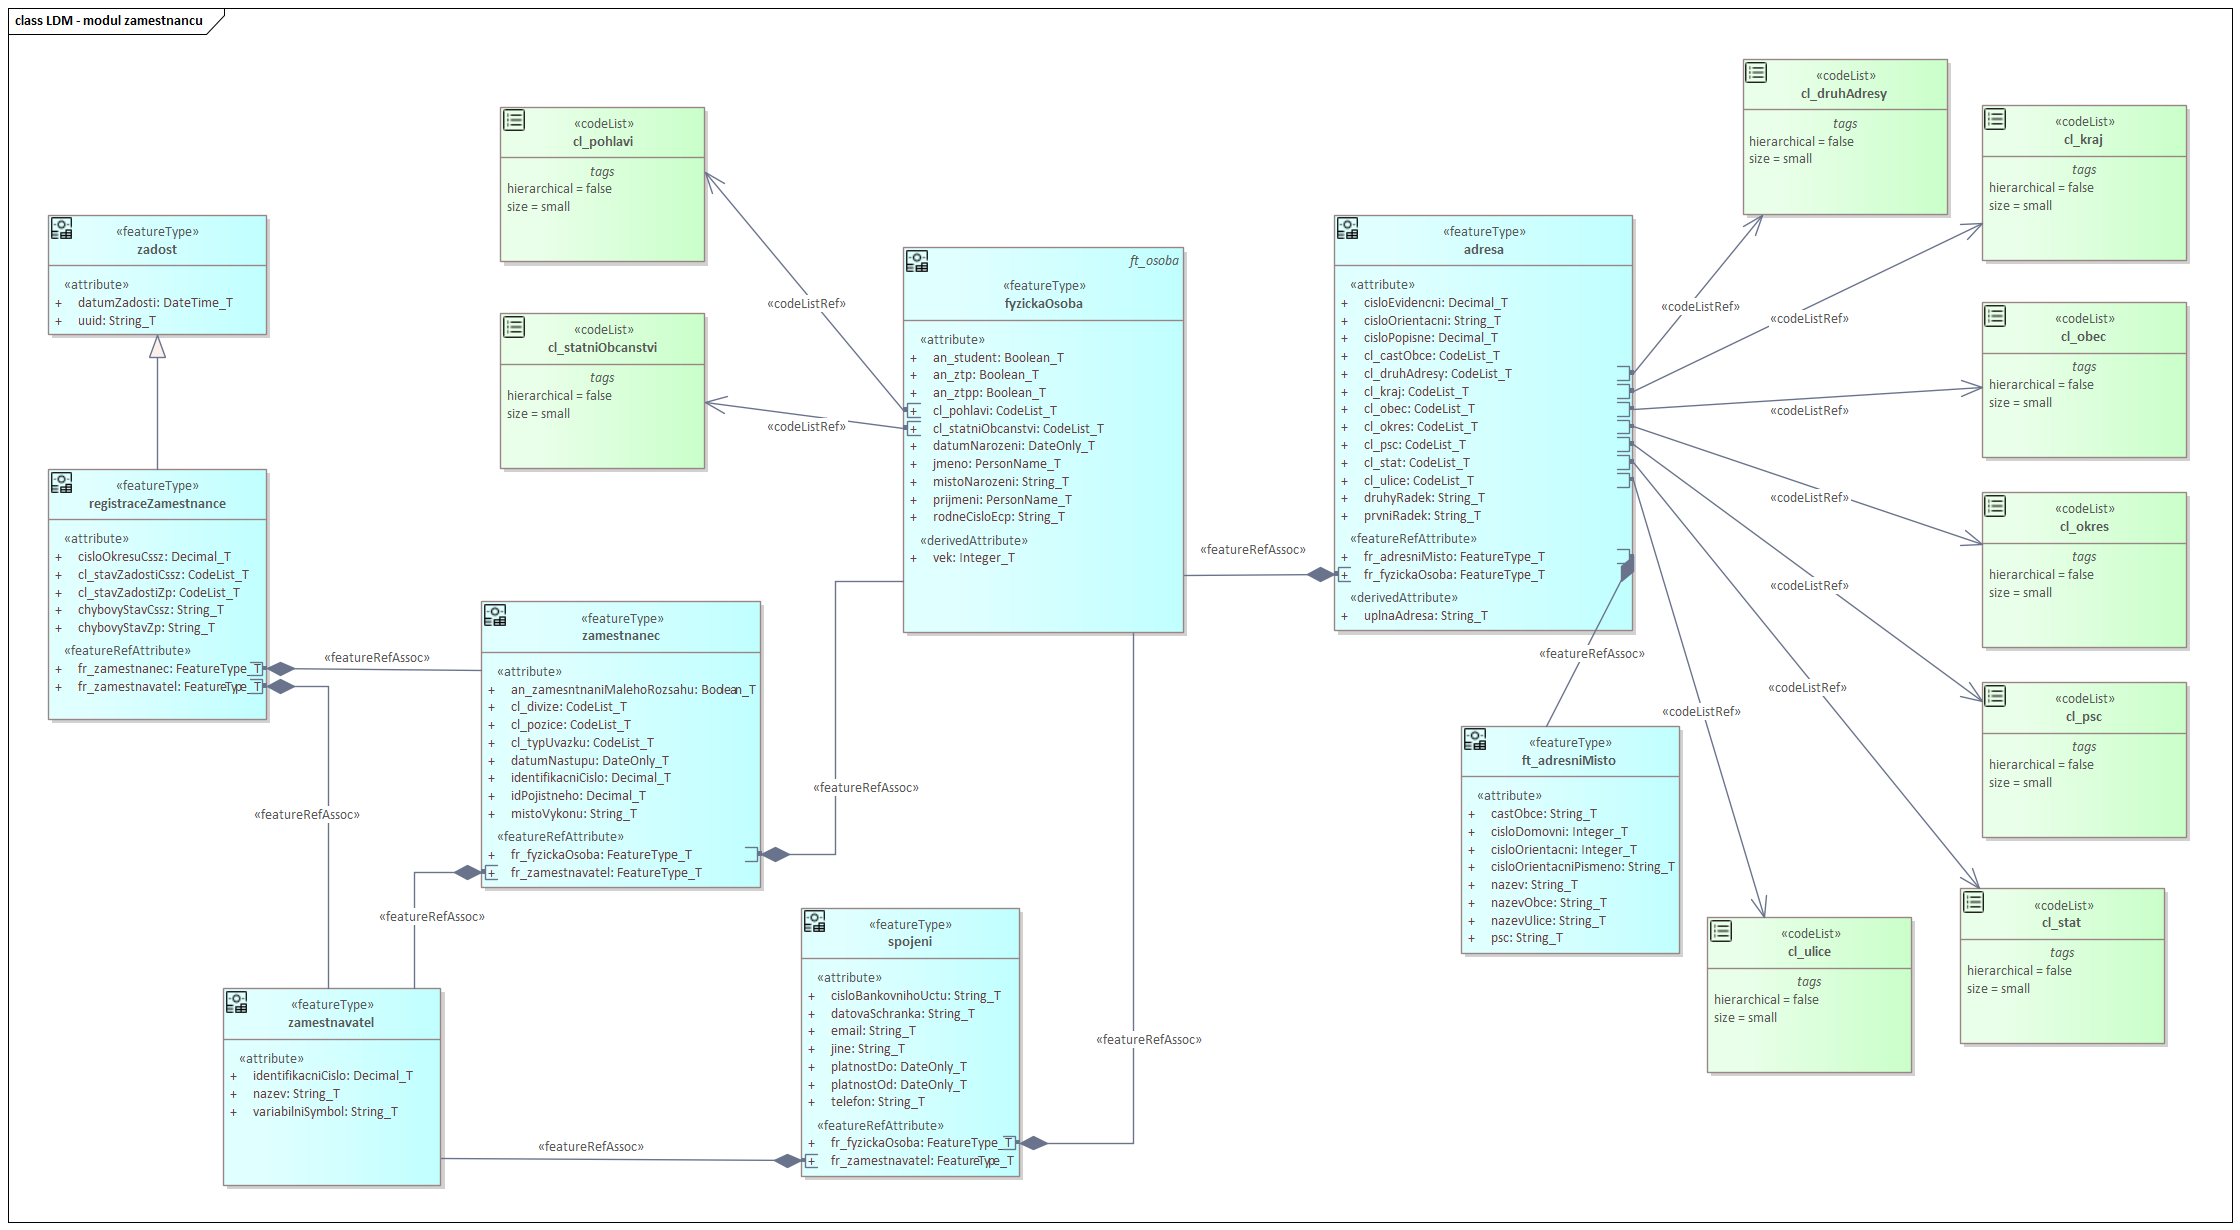 class LDM - modul zamestnancu
«featureType»
zadost
«attribute»
+ datumZadosti: DateTime_T
+ uuid: String_T
«featureType»
registraceZamestnance
«attribute»
+ cisloOkresuCssz: Decimal_T
+ cl_stavZadostiCssz: CodeList_T
+ cl_stavZadostiZp: CodeList_T
+ chybovyStavCssz: String_T
+ chybovyStavZp: String_T
«featureRefAttribute»
+ fr_zamestnanec: FeatureType_T
+ fr_zamestnavatel: FeatureType_T
«featureRefAssoc»
«featureRefAssoc»
«codeList»
cl_pohlavi
tags
hierarchical = false
size = small
«codeList»
cl_statniObcanstvi
tags
hierarchical = false
size = small
«codeListRef»
«codeListRef»
«featureType»
zamestnanec
«attribute»
+ an_zamesntnaniMalehoRozsahu: Boolean_T
+ cl_divize: CodeList_T
+ cl_pozice: CodeList_T
+ cl_typUvazku: CodeList_T
+ datumNastupu: DateOnly_T
+ identifikacniCislo: Decimal_T
+ idPojistneho: Decimal_T
+ mistoVykonu: String_T
«featureRefAttribute»
+ fr_fyzickaOsoba: FeatureType_T
+ fr_zamestnavatel: FeatureType_T
«featureRefAssoc»
«featureRefAssoc»
«featureType»
zamestnavatel
«attribute»
+ identifikacniCislo: Decimal_T
+ nazev: String_T
+ variabilniSymbol: String_T
«featureRefAssoc»
«featureType»
spojeni
«attribute»
+ cisloBankovnihoUctu: String_T
+ datovaSchranka: String_T
+ email: String_T
+ jine: String_T
+ platnostDo: DateOnly_T
+ platnostOd: DateOnly_T
+ telefon: String_T
«featureRefAttribute»
+ fr_fyzickaOsoba: FeatureType_T
+ fr_zamestnavatel: FeatureType_T
«featureRefAssoc»
ft_osoba
«featureType»
fyzickaOsoba
«attribute»
+ an_student: Boolean_T
+ an_ztp: Boolean_T
+ an_ztpp: Boolean_T
+ cl_pohlavi: CodeList_T
+ cl_statniObcanstvi: CodeList_T
+ datumNarozeni: DateOnly_T
+ jmeno: PersonName_T
+ mistoNarozeni: String_T
+ prijmeni: PersonName_T
+ rodneCisloEcp: String_T
«derivedAttribute»
+ vek: Integer_T
«featureRefAssoc»
«featureType»
adresa
«attribute»
+ cisloEvidencni: Decimal_T
+ cisloOrientacni: String_T
+ cisloPopisne: Decimal_T
+ cl_castObce: CodeList_T
+ cl_druhAdresy: CodeList_T
+ cl_kraj: CodeList_T
+ cl_obec: CodeList_T
+ cl_okres: CodeList_T
+ cl_psc: CodeList_T
+ cl_stat: CodeList_T
+ cl_ulice: CodeList_T
+ druhyRadek: String_T
+ prvniRadek: String_T
«featureRefAttribute»
+ fr_adresniMisto: FeatureType_T
+ fr_fyzickaOsoba: FeatureType_T
«derivedAttribute»
+ uplnaAdresa: String_T
«featureRefAssoc»
«featureType»
ft_adresniMisto
«attribute»
+ castObce: String_T
+ cisloDomovni: Integer_T
+ cisloOrientacni: Integer_T
+ cisloOrientacniPismeno: String_T
+ nazev: String_T
+ nazevObce: String_T
+ nazevUlice: String_T
+ psc: String_T
«codeListRef»
«codeListRef»
«codeListRef»
«codeListRef»
«codeListRef»
«codeListRef»
«codeListRef»
«codeList»
cl_druhAdresy
tags
hierarchical = false
size = small
«codeList»
cl_kraj
tags
hierarchical = false
size = small
«codeList»
cl_obec
tags
hierarchical = false
size = small
«codeList»
cl_okres
tags
hierarchical = false
size = small
«codeList»
cl_psc
tags
hierarchical = false
size = small
«codeList»
cl_stat
tags
hierarchical = false
size = small
«codeList»
cl_ulice
tags
hierarchical = false
size = small